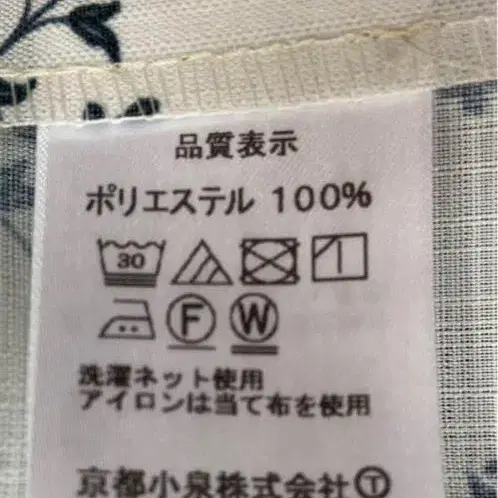 品質表示
ポリエステル 100%
30
F W
洗濯ネット使用
アイロンは当て布を使用
京都小泉株式会社Ⓣ